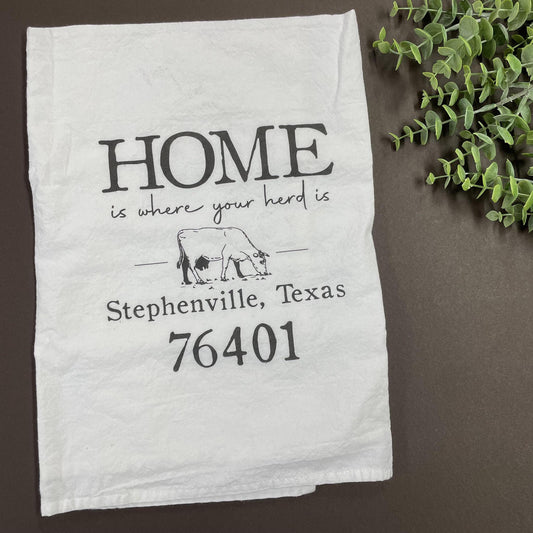 HOME
is where your herd is
Stephenville, Texas
76401